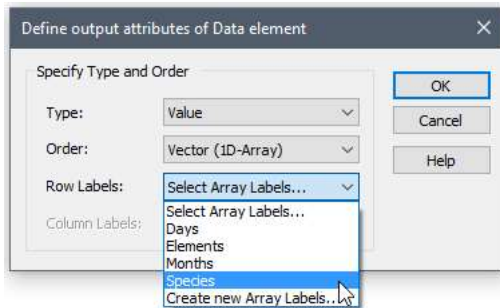 Define output attributes of Data element
Specify Type and Order
Type: Value
Order: Vector (1D-Array)
Row Labels: Select Array Labels...
Column Labels:
Select Array Labels...
Days
Elements
Months
Species
Create new Array Labels...
OK
Cancel
Help